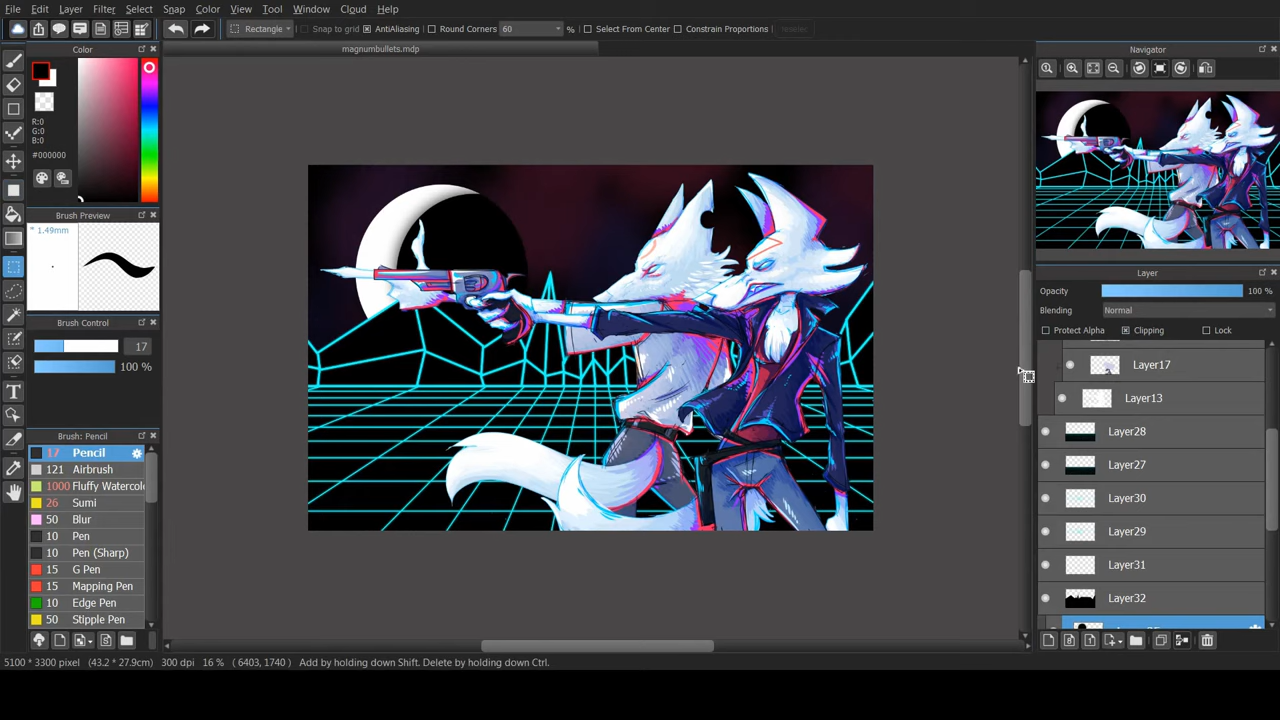 File Edit Layer Filter Select Snap Color View Tool Window Cloud Help
Rectangle Snap to grid AntiAliasing Round Corners 60 % Select From Center Constrain Proportions
magnumbullets.mdp
Color
R:0
G:0
B:0
#000000
Brush Preview
* 1.49mm
Brush Control
17
100 %
Brush: Pencil
17 Pencil
121 Airbrush
1000 Fluffy Watercolo
26 Sumi
50 Blur
10 Pen
10 Pen (Sharp)
15 G Pen
15 Mapping Pen
10 Edge Pen
50 Stipple Pen
Navigator
Layer
Opacity 100 %
Blending Normal
Protect Alpha Clipping Lock
Layer17
Layer13
Layer28
Layer27
Layer30
Layer29
Layer31
Layer32
5100 * 3300 pixel (43.2 * 27.9cm) 300 dpi 16 % ( 6403, 1740 ) Add by holding down Shift. Delete by holding down Ctrl.